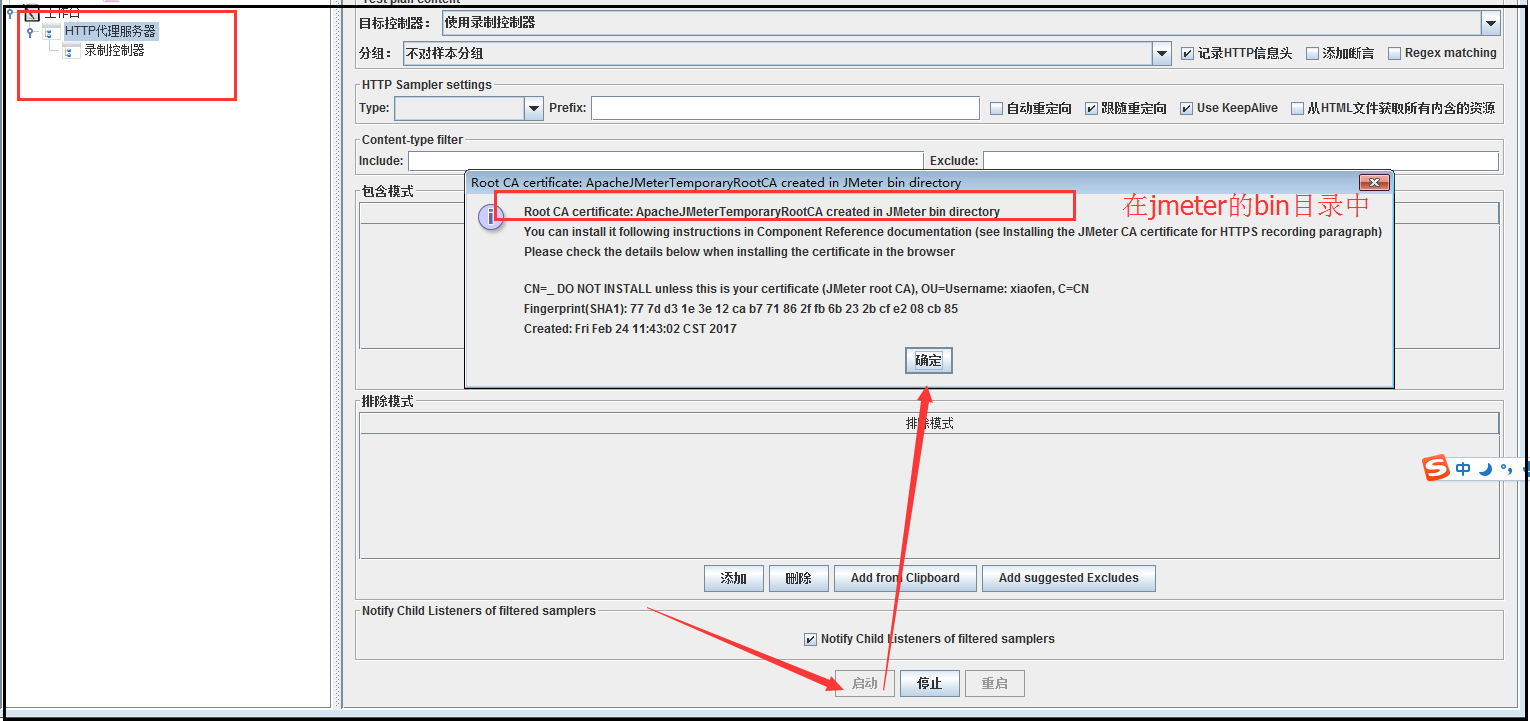 工作台
HTTP代理服务器
录制控制器
Test plan content
目标控制器： 使用录制控制器
分组： 不对样本分组 记录HTTP信息头 添加断言 Regex matching
HTTP Sampler settings
Type: Prefix: 自动重定向 跟随重定向 Use KeepAlive 从HTML文件获取所有内含的资源
Content-type filter
Include: Exclude:
包含模式
Root CA certificate: ApacheJMeterTemporaryRootCA created in JMeter bin directory
Root CA certificate: ApacheJMeterTemporaryRootCA created in JMeter bin directory
在jmeter的bin目录中
You can install it following instructions in Component Reference documentation (see Installing the JMeter CA certificate for HTTPS recording paragraph)
Please check the details below when installing the certificate in the browser
CN=_ DO NOT INSTALL unless this is your certificate (JMeter root CA), OU=Username: xiaofen, C=CN
Fingerprint(SHA1): 77 7d d3 1e 3e 12 ca b7 71 86 2f fb 6b 23 2b cf e2 08 cb 85
Created: Fri Feb 24 11:43:02 CST 2017
确定
排除模式
排除模式
中
添加 删除 Add from Clipboard Add suggested Excludes
Notify Child Listeners of filtered samplers
Notify Child Listeners of filtered samplers
启动 停止 重启